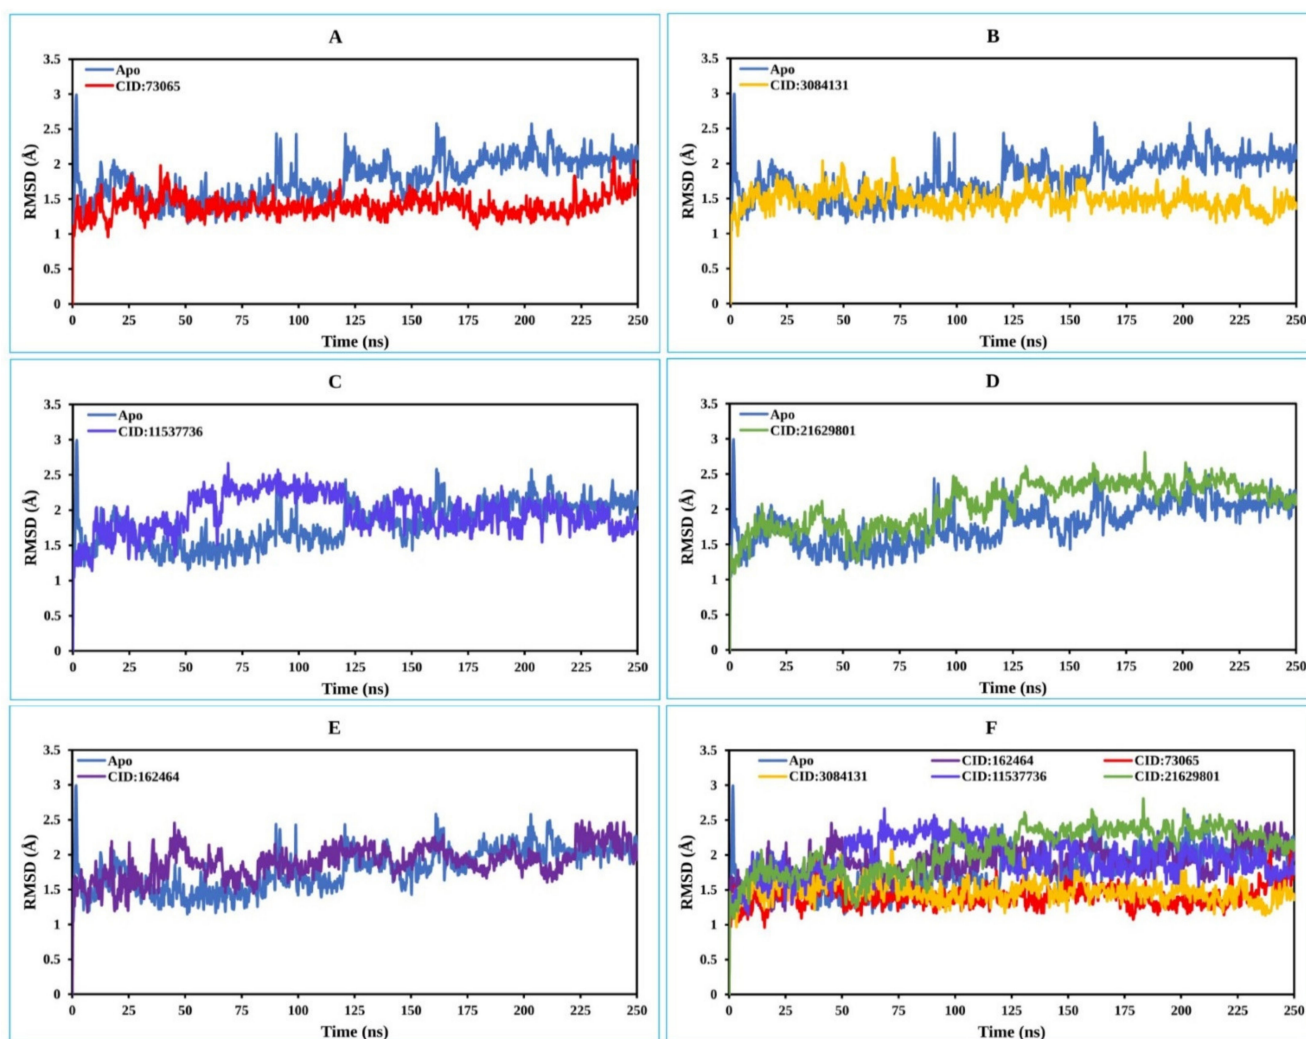 A
3.5
Apo
CID:73065
3
2.5
2
1.5
1
0.5
0
RMSD (Å)
0 25 50 75 100 125 150 175 200 225 250
Time (ns)
B
3.5
Apo
CID:3084131
3
2.5
2
1.5
1
0.5
0
RMSD (Å)
0 25 50 75 100 125 150 175 200 225 250
Time (ns)
C
3.5
Apo
CID:11537736
3
2.5
2
1.5
1
0.5
0
RMSD (Å)
0 25 50 75 100 125 150 175 200 225 250
Time (ns)
D
3.5
Apo
CID:21629801
3
2.5
2
1.5
1
0.5
0
RMSD (Å)
0 25 50 75 100 125 150 175 200 225 250
Time (ns)
E
3.5
Apo
CID:162464
3
2.5
2
1.5
1
0.5
0
RMSD (Å)
0 25 50 75 100 125 150 175 200 225 250
Time (ns)
F
3.5
Apo CID:162464 CID:73065
CID:3084131 CID:11537736 CID:21629801
3
2.5
2
1.5
1
0.5
0
RMSD (Å)
0 25 50 75 100 125 150 175 200 225 250
Time (ns)